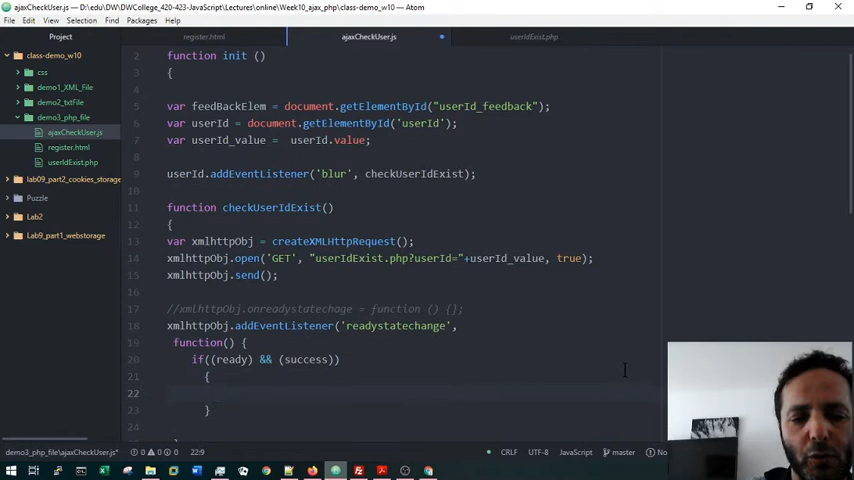 ajaxCheckUser.js — D:\edu\DW\DWCollege_420-423-JavaScript\Lectures\online\Week10_ajax_php\class-demo_w10 — Atom
File Edit View Selection Find Packages Help
Project
register.html
ajaxCheckUser.js
userIdExist.php
class-demo_w10
css
demo1_XML_File
demo2_txtFile
demo3_php_file
ajaxCheckUser.js
register.html
userIdExist.php
lab09_part2_cookies_storage
Puzzle
Lab2
Lab9_part1_webstorage
2 function init ()
3 {
4
5 var feedBackElem = document.getElementById("userId_feedback");
6 var userId = document.getElementById('userId');
7 var userId_value = userId.value;
8
9 userId.addEventListener('blur', checkUserIdExist);
10
11 function checkUserIdExist()
12 {
13 var xmlhttpObj = createXMLHttpRequest();
14 xmlhttpObj.open('GET', "userIdExist.php?userId="+userId_value, true);
15 xmlhttpObj.send();
16
17 //xmlhttpObj.onreadystatechage = function () {};
18 xmlhttpObj.addEventListener('readystatechange',
19 function() {
20 if((ready) && (success))
21 {
22
23 }
demo3_php_file\ajaxCheckUser.js* 0 0 0 22:9 CRLF UTF-8 JavaScript master No